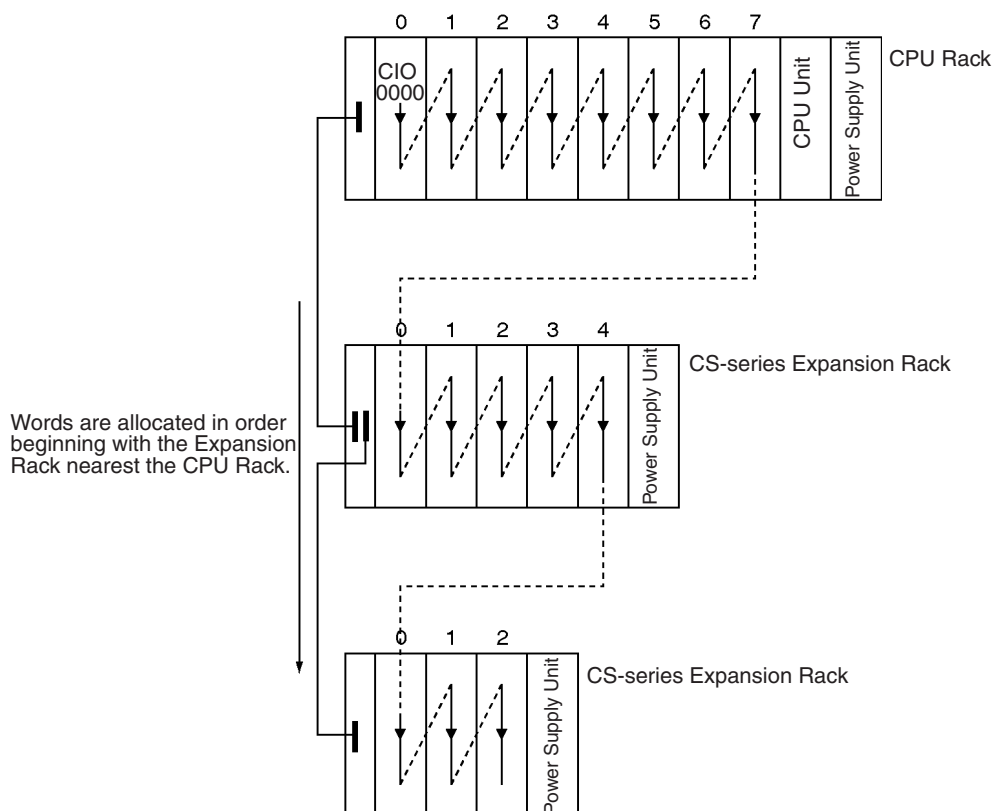 0 1 2 3 4 5 6 7
CPU Rack
CIO
0000
CPU Unit
Power Supply Unit
0 1 2 3 4
CS-series Expansion Rack
Power Supply Unit
Words are allocated in order
beginning with the Expansion
Rack nearest the CPU Rack.
0 1 2
CS-series Expansion Rack
Power Supply Unit